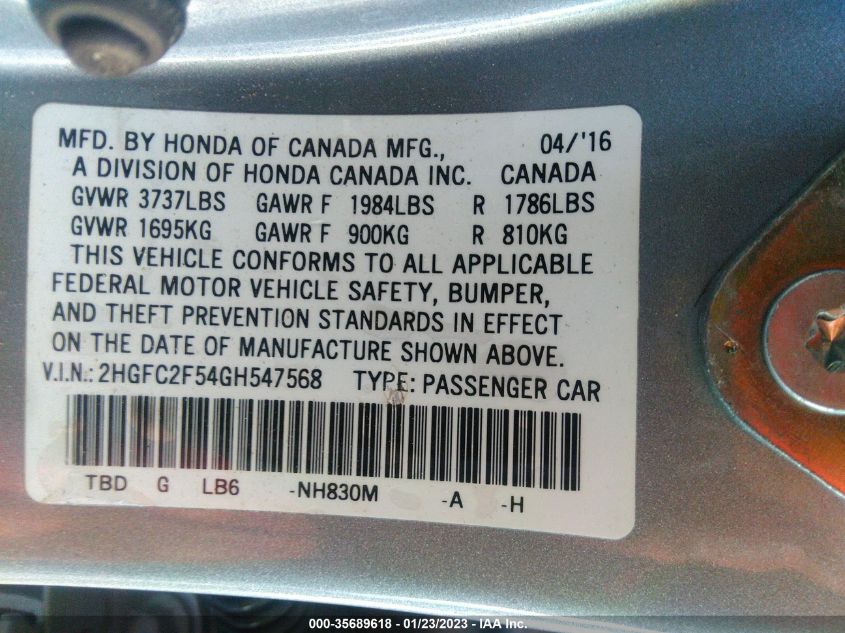 MFD. BY HONDA OF CANADA MFG., 04/'16
A DIVISION OF HONDA CANADA INC. CANADA
GVWR 3737LBS GAWR F 1984LBS R 1786LBS
GVWR 1695KG GAWR F 900KG R 810KG
THIS VEHICLE CONFORMS TO ALL APPLICABLE
FEDERAL MOTOR VEHICLE SAFETY, BUMPER,
AND THEFT PREVENTION STANDARDS IN EFFECT
ON THE DATE OF MANUFACTURE SHOWN ABOVE.
V.I.N.: 2HGFC2F54GH547568 TYPE: PASSENGER CAR
TBD G LB6 -NH830M -A -H
000-35689618 - 01/23/2023 - IAA Inc.